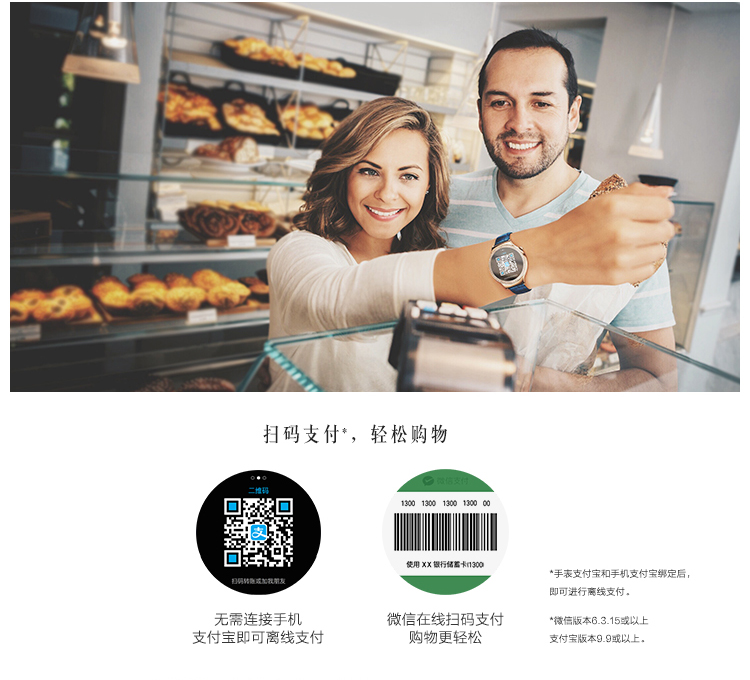 扫码支付*，轻松购物
二维码
支
扫码转账或加我朋友
微信支付
1300 1300 1300 1300 00
使用 XX 银行储蓄卡(1300)
无需连接手机
支付宝即可离线支付
微信在线扫码支付
购物更轻松
*手表支付宝和手机支付宝绑定后，
即可进行离线支付。
*微信版本6.3.15或以上
支付宝版本9.9或以上。